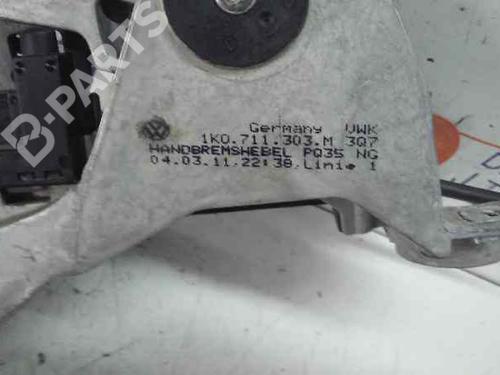 B-PARTS
Germany VWK
1K0.711.303.M 3Q7
HANDBREMSHEBEL PQ35 NG
04.03.11.22:38.Linie 1